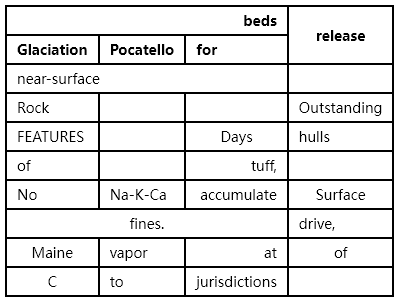 beds release
Glaciation Pocatello for
near-surface
Rock Outstanding
FEATURES Days hulls
of tuff,
No Na-K-Ca accumulate Surface
fines. drive,
Maine vapor at of
C to jurisdictions